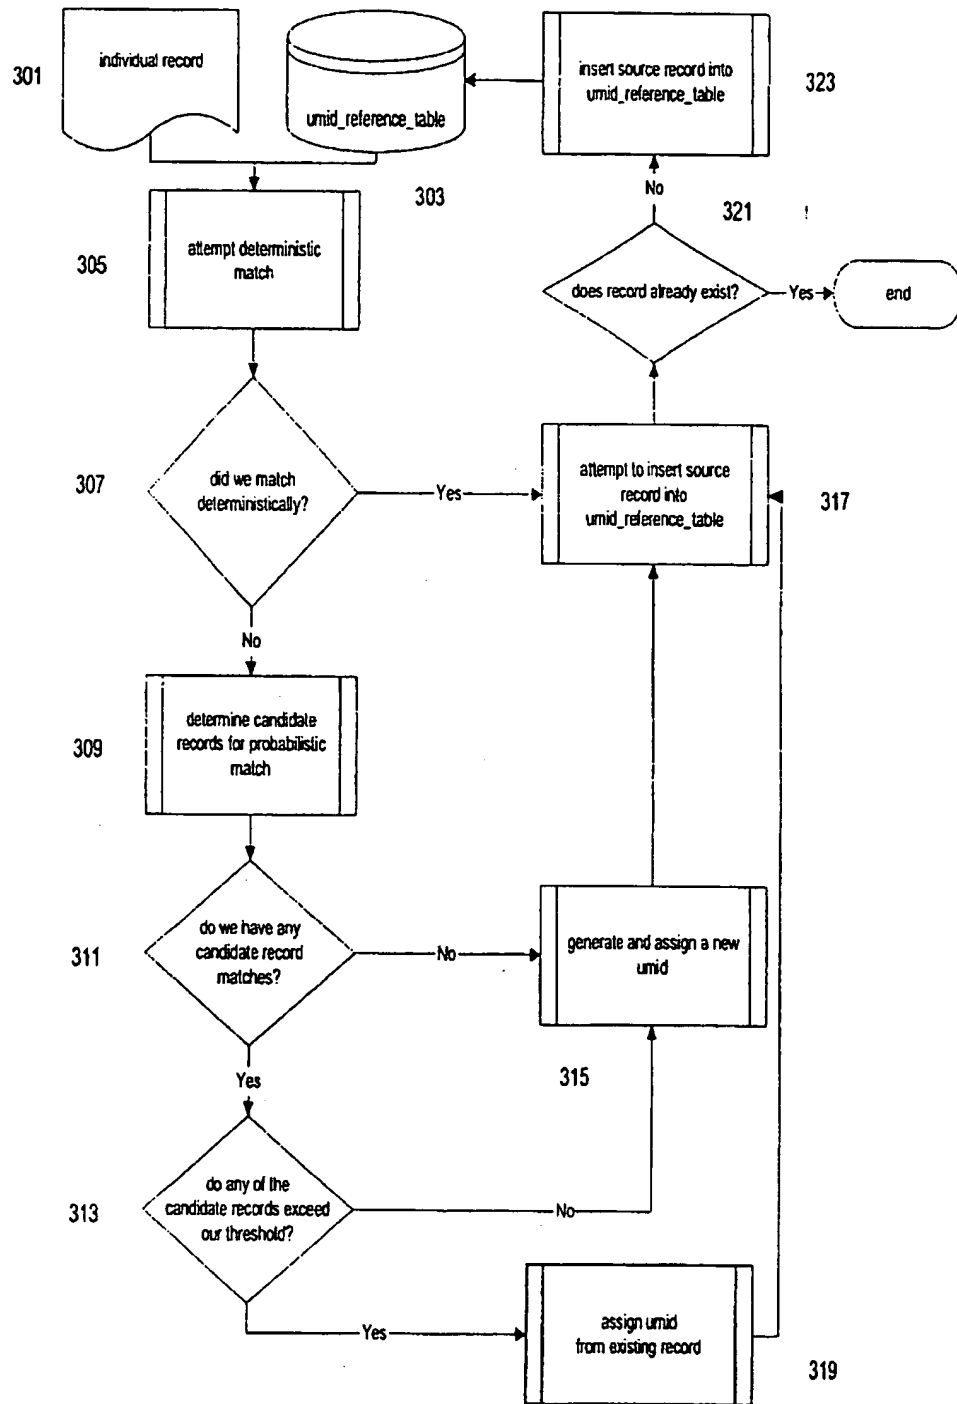 301
individual record
umid_reference_table
303
insert source record into
umid_reference_table
323
No
321
does record already exist?
Yes
end
305
attempt deterministic
match
307
did we match
deterministically?
Yes
attempt to insert source
record into
umid_reference_table
317
No
309
determine candidate
records for probabilistic
match
311
do we have any
candidate record
matches?
No
generate and assign a new
umid
315
Yes
313
do any of the
candidate records exceed
our threshold?
No
Yes
assign umid
from existing record
319